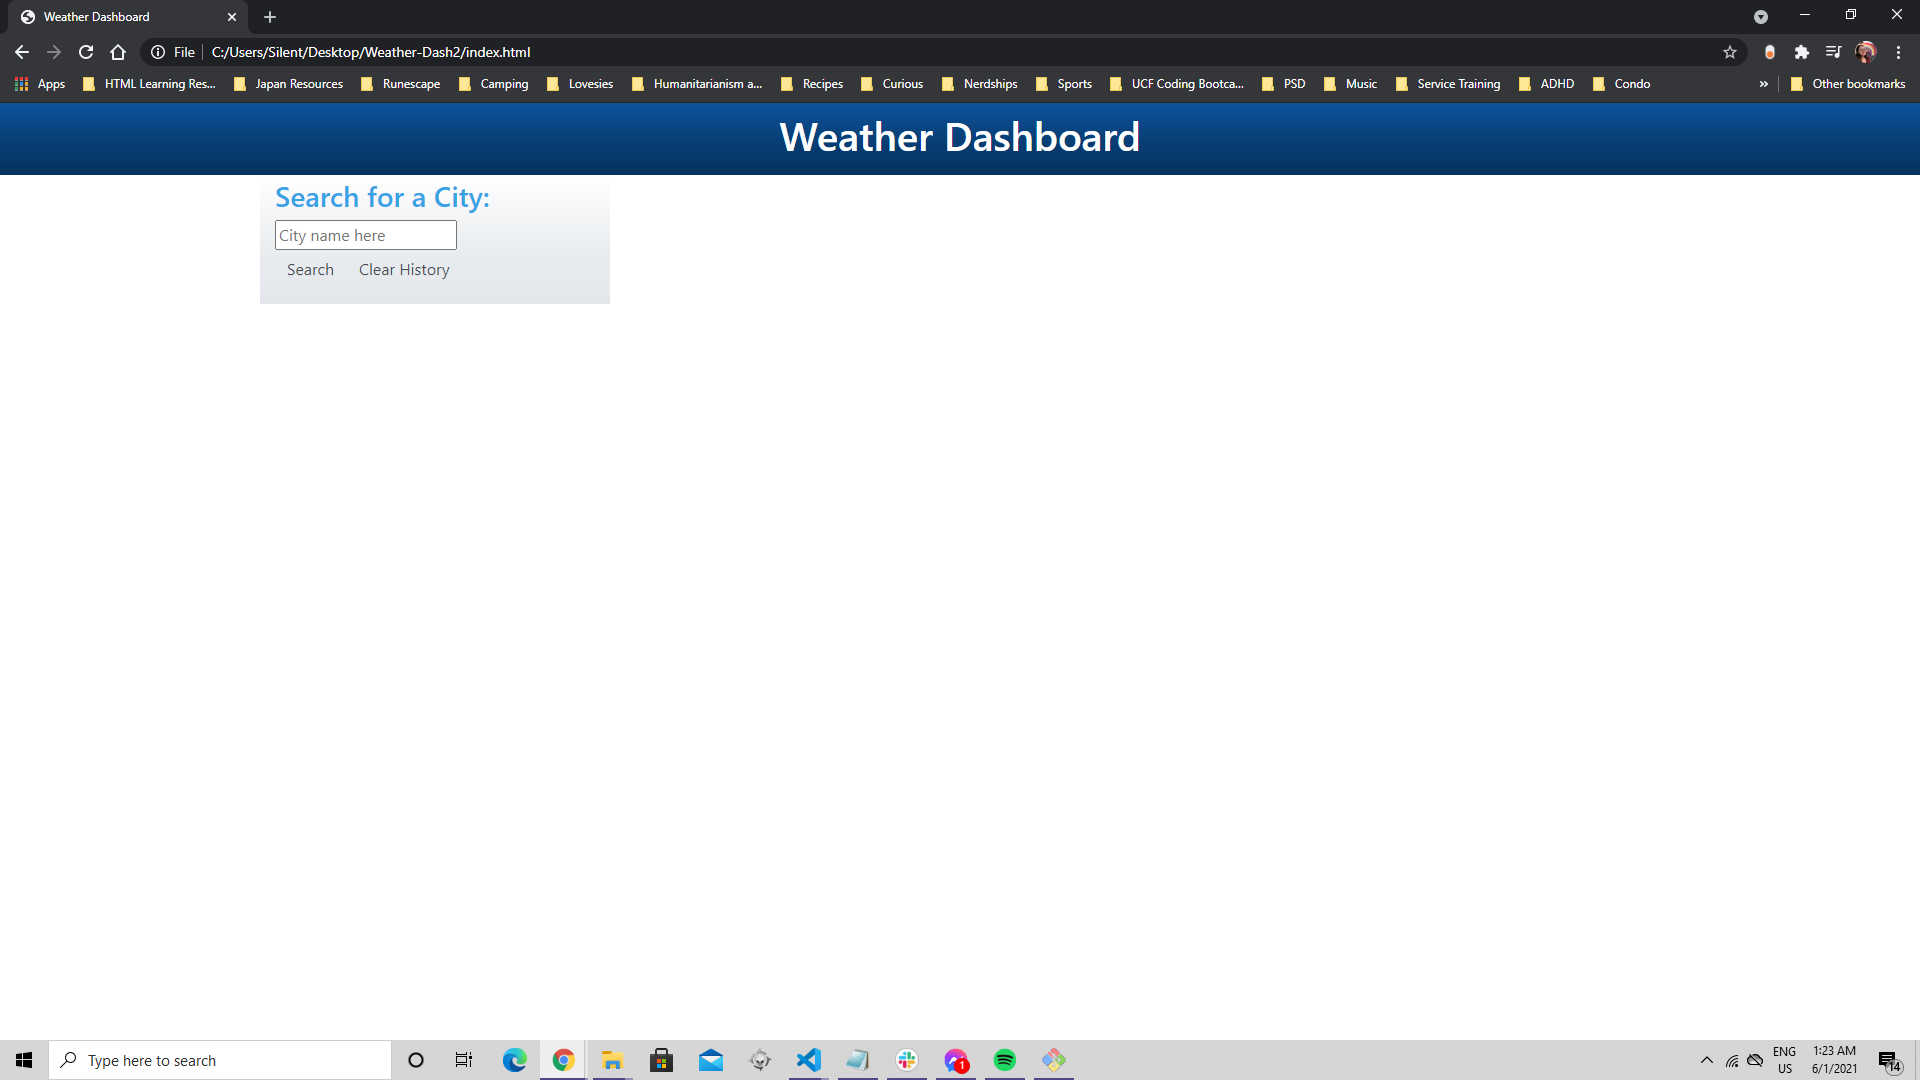 Weather Dashboard
File C:/Users/Silent/Desktop/Weather-Dash2/index.html
Apps HTML Learning Res... Japan Resources Runescape Camping Lovesies Humanitarianism a... Recipes Curious Nerdships Sports UCF Coding Bootca... PSD Music Service Training ADHD Condo » Other bookmarks
Weather Dashboard
Search for a City:
City name here
Search Clear History
Type here to search
1
ENG
US
1:23 AM
6/1/2021
14